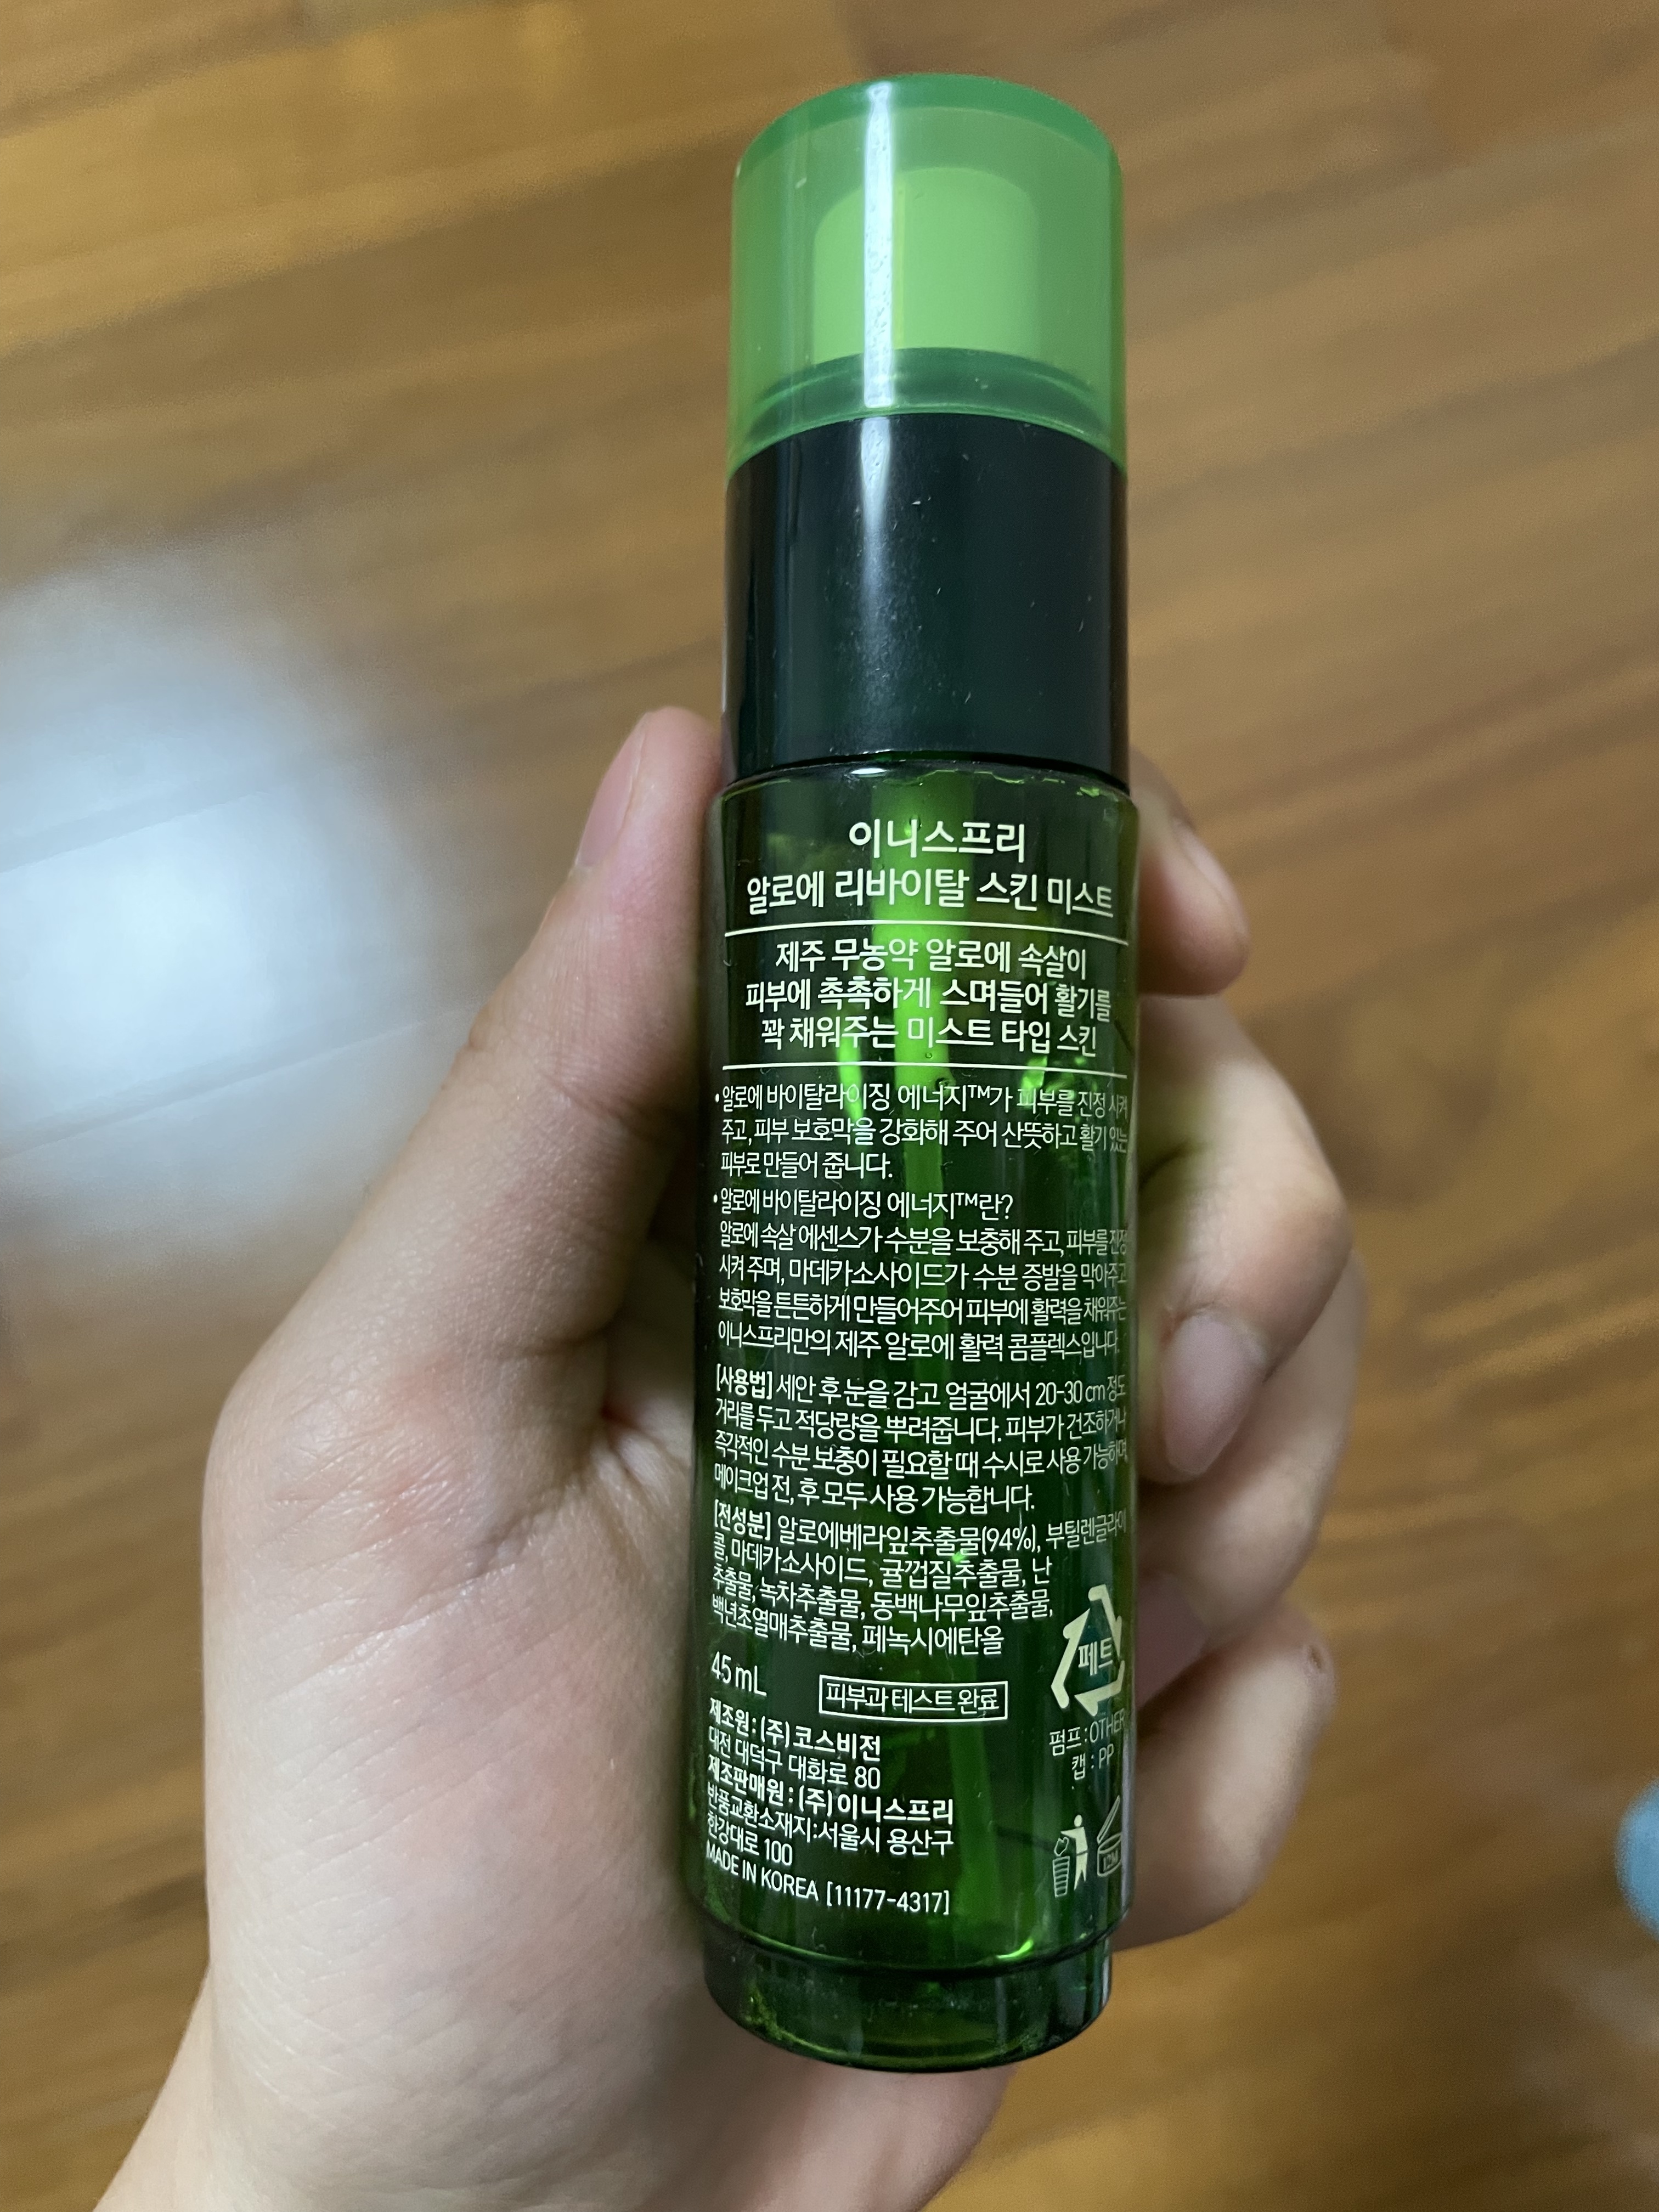 이니스프리
알로에 리바이탈 스킨 미스트
제주 무농약 알로에 속살이
피부에 촉촉하게 스며들어 활기를
꽉 채워주는 미스트 타입 스킨
• 알로에 바이탈라이징 에너지™가 피부를 진정 시켜
주고, 피부 보호막을 강화해 주어 산뜻하고 활기 있는
피부로 만들어 줍니다.
• 알로에 바이탈라이징 에너지™란?
알로에 속살 에센스가 수분을 보충해 주고, 피부를 진정
시켜 주며, 마데카소사이드가 수분 증발을 막아주고
보호막을 튼튼하게 만들어주어 피부에 활력을 채워주는
이니스프리만의 제주 알로에 활력 콤플렉스입니다.
[사용법] 세안 후 눈을 감고 얼굴에서 20-30 cm 정도
거리를 두고 적당량을 뿌려줍니다. 피부가 건조하거나
즉각적인 수분 보충이 필요할 때 수시로 사용 가능하며,
메이크업 전, 후 모두 사용 가능합니다.
[전성분] 알로에베라잎추출물(94%), 부틸렌글라이
콜, 마데카소사이드, 귤껍질추출물, 난
추출물, 녹차추출물, 동백나무잎추출물,
백년초열매추출물, 페녹시에탄올
45 mL
피부과 테스트 완료
페트
펌프 : OTHER
캡 : PP
제조원 : (주)코스비전
대전 대덕구 대화로 80
제조판매원 : (주)이니스프리
반품교환소재지:서울시 용산구
한강대로 100
MADE IN KOREA [11177-4317]
12M